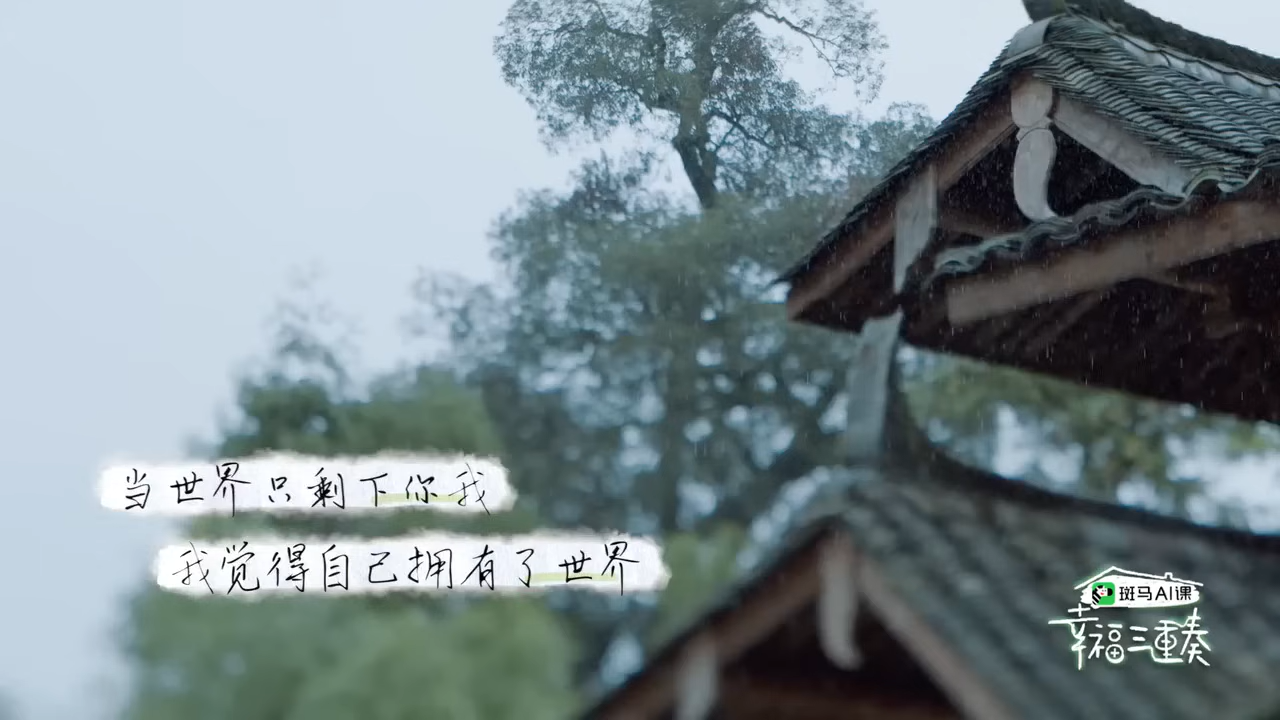 当世界只剩下你我
我觉得自己拥有了世界
斑马AI课
幸福三重奏